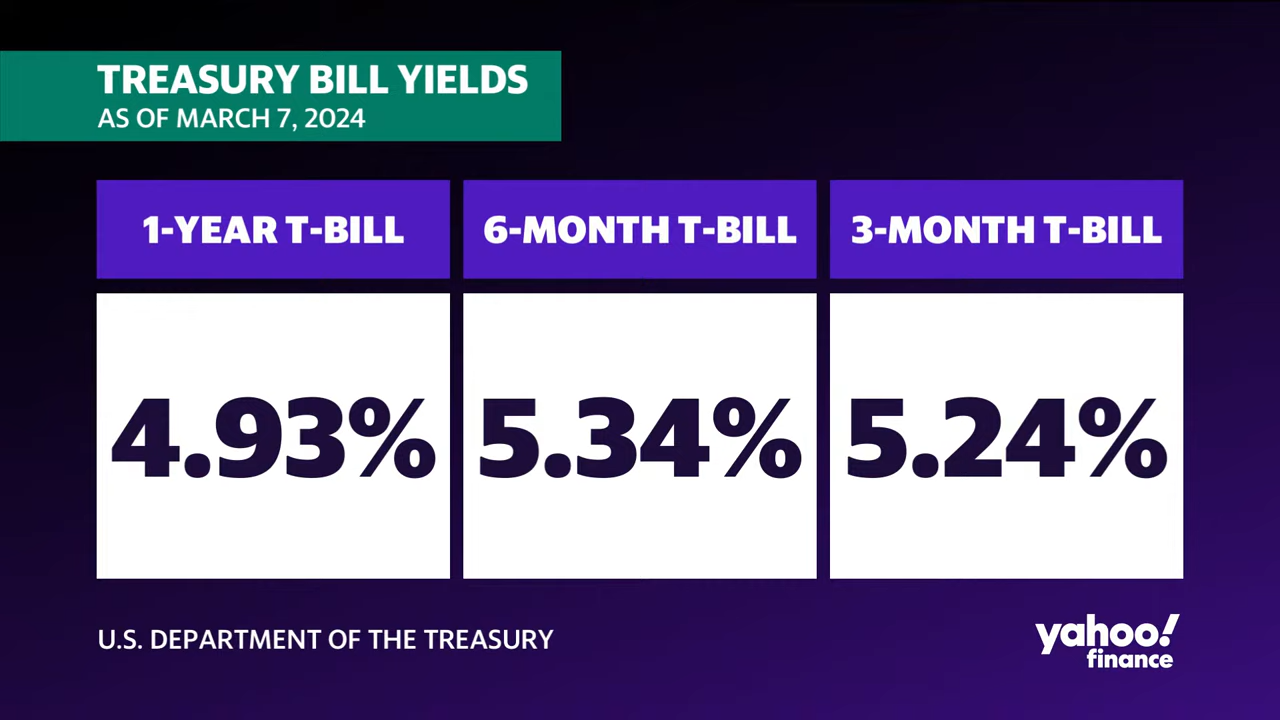 TREASURY BILL YIELDS
AS OF MARCH 7, 2024
1-YEAR T-BILL
6-MONTH T-BILL
3-MONTH T-BILL
4.93%
5.34%
5.24%
U.S. DEPARTMENT OF THE TREASURY
yahoo!
finance